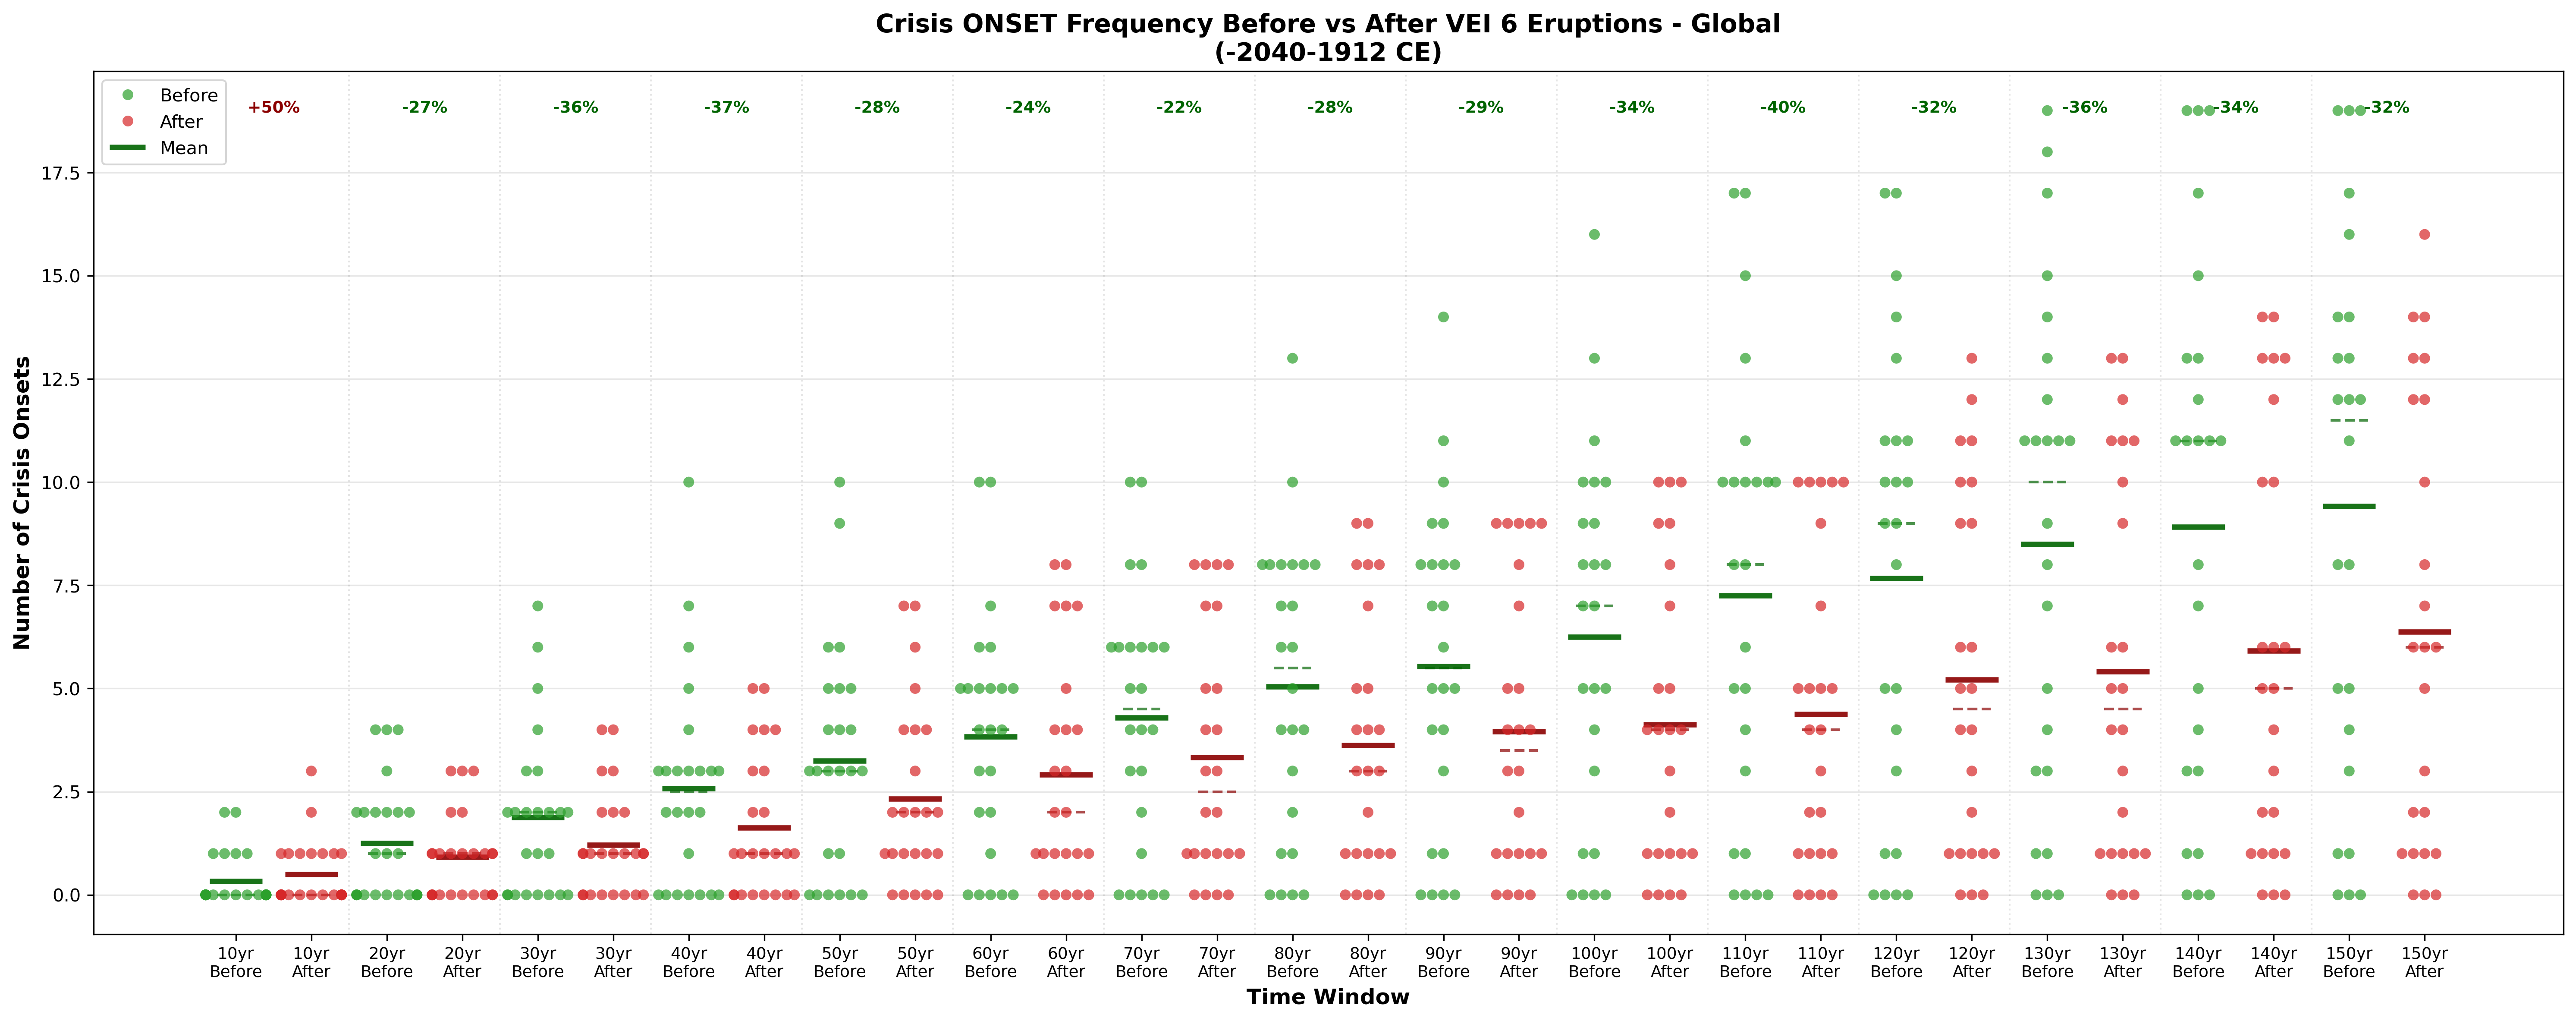 Crisis ONSET Frequency Before vs After VEI 6 Eruptions - Global
(-2040-1912 CE)
Before
After
Mean
+50%
-27%
-36%
-37%
-28%
-24%
-22%
-28%
-29%
-34%
-40%
-32%
-36%
-34%
-32%
Number of Crisis Onsets
17.5
15.0
12.5
10.0
7.5
5.0
2.5
0.0
10yr
Before
10yr
After
20yr
Before
20yr
After
30yr
Before
30yr
After
40yr
Before
40yr
After
50yr
Before
50yr
After
60yr
Before
60yr
After
70yr
Before
70yr
After
80yr
Before
80yr
After
90yr
Before
90yr
After
100yr
Before
100yr
After
110yr
Before
110yr
After
120yr
Before
120yr
After
130yr
Before
130yr
After
140yr
Before
140yr
After
150yr
Before
150yr
After
Time Window